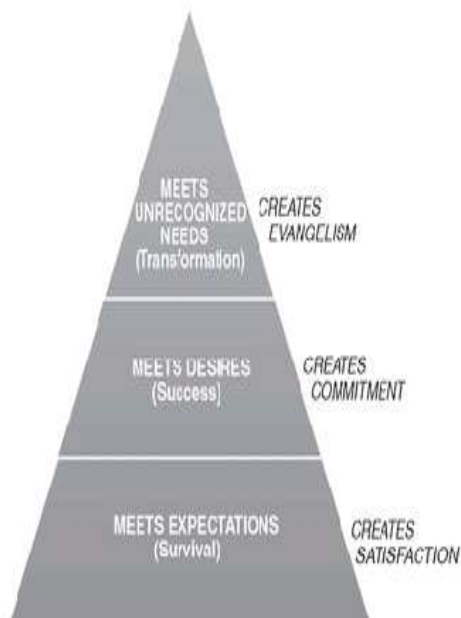 MEETS
UNRECOGNIZED
NEEDS
(Transformation)
CREATES
EVANGELISM
MEETS DESIRES
(Success)
CREATES
COMMITMENT
MEETS EXPECTATIONS
(Survival)
CREATES
SATISFACTION